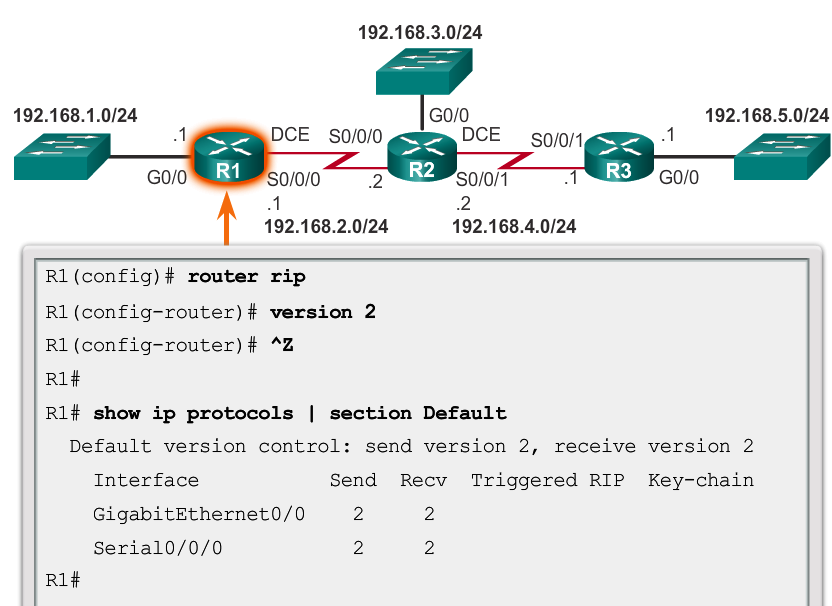 192.168.3.0/24
192.168.1.0/24
192.168.5.0/24
.1
DCE
S0/0/0
G0/0
DCE
S0/0/1
.1
R1
R2
R3
G0/0
S0/0/0
.2
S0/0/1
.1
G0/0
.1
.2
192.168.2.0/24
192.168.4.0/24
R1(config)# router rip
R1(config-router)# version 2
R1(config-router)# ^Z
R1#
R1# show ip protocols | section Default
Default version control: send version 2, receive version 2
Interface Send Recv Triggered RIP Key-chain
GigabitEthernet0/0 2 2
Serial0/0/0 2 2
R1#